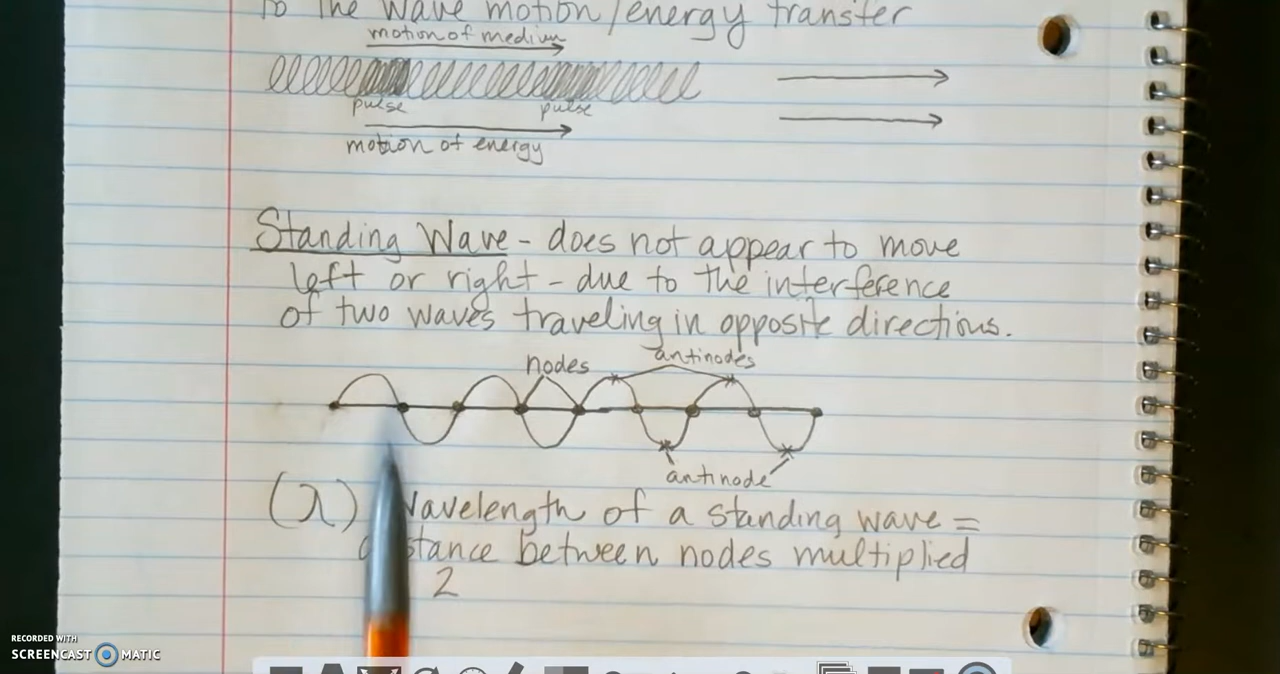 to the wave motion/energy transfer
motion of medium
pulse pulse
motion of energy
Standing Wave - does not appear to move
left or right - due to the interference
of two waves traveling in opposite directions.
nodes antinodes
antinode
(λ) Wavelength of a standing wave =
distance between nodes multiplied
2
RECORDED WITH
SCREENCAST MATIC